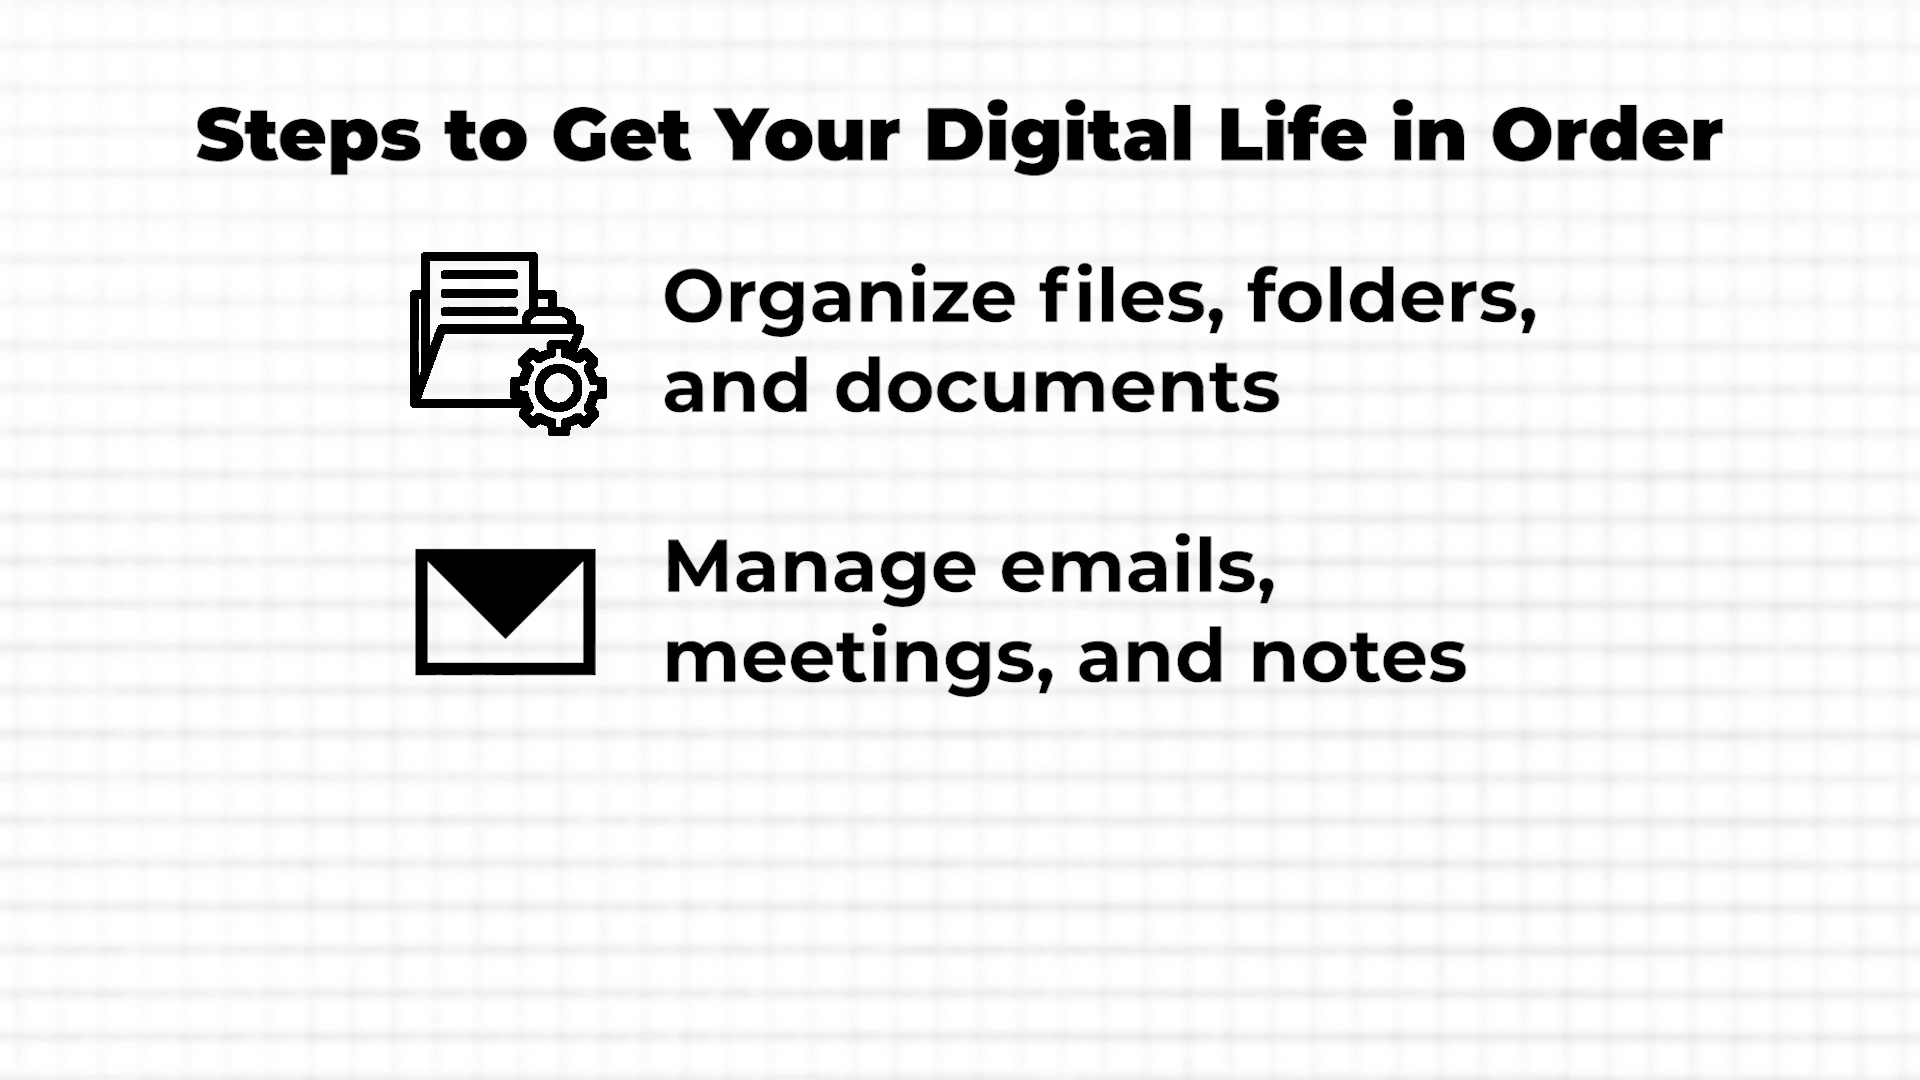 Steps to Get Your Digital Life in Order
Organize files, folders,
and documents
Manage emails,
meetings, and notes